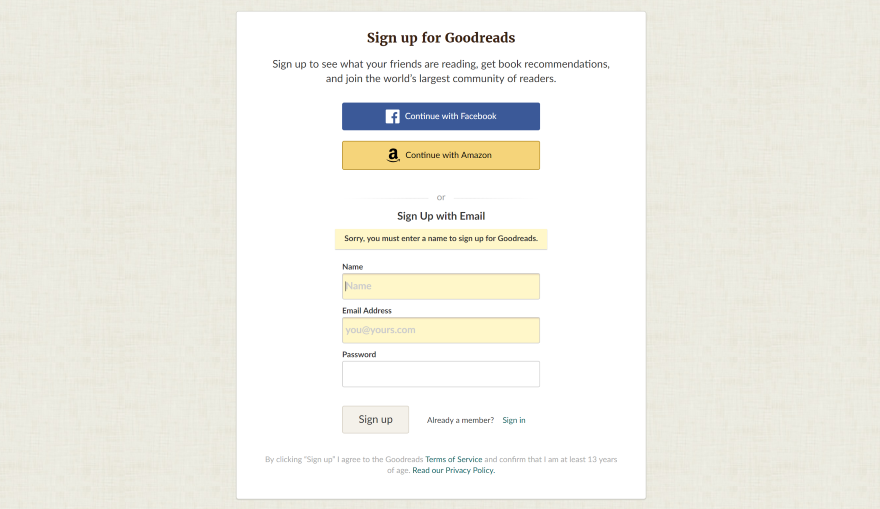 Sign up for Goodreads
Sign up to see what your friends are reading, get book recommendations,
and join the world's largest community of readers.
Continue with Facebook
Continue with Amazon
or
Sign Up with Email
Sorry, you must enter a name to sign up for Goodreads.
Name
Name
Email Address
you@yours.com
Password
Sign up
Already a member? Sign in
By clicking "Sign up" I agree to the Goodreads Terms of Service and confirm that I am at least 13 years
of age. Read our Privacy Policy.